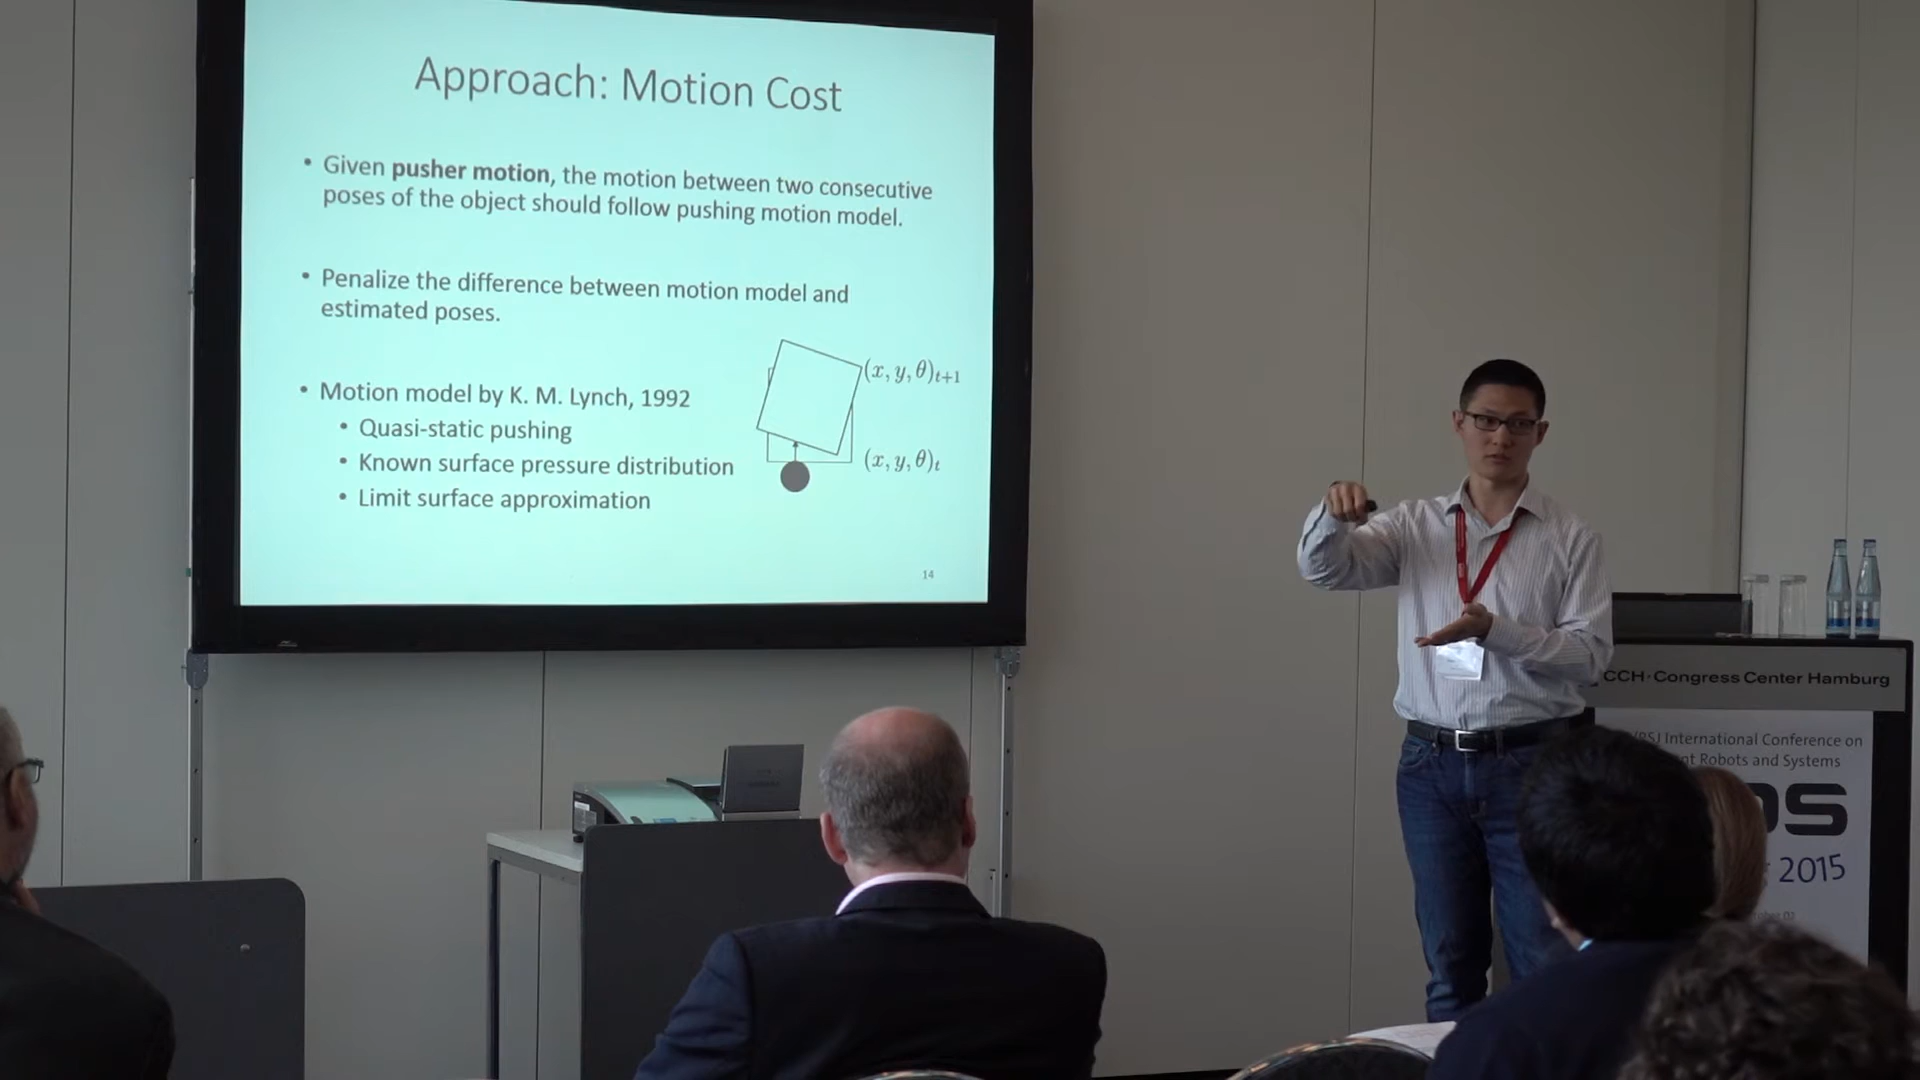 Approach: Motion Cost
• Given pusher motion, the motion between two consecutive
poses of the object should follow pushing motion model.
• Penalize the difference between motion model and
estimated poses.
(x, y, θ)t+1
• Motion model by K. M. Lynch, 1992
• Quasi-static pushing
• Known surface pressure distribution
(x, y, θ)t
• Limit surface approximation
14
CCH·Congress Center Hamburg
International Conference on
Robots and Systems
OS
2015